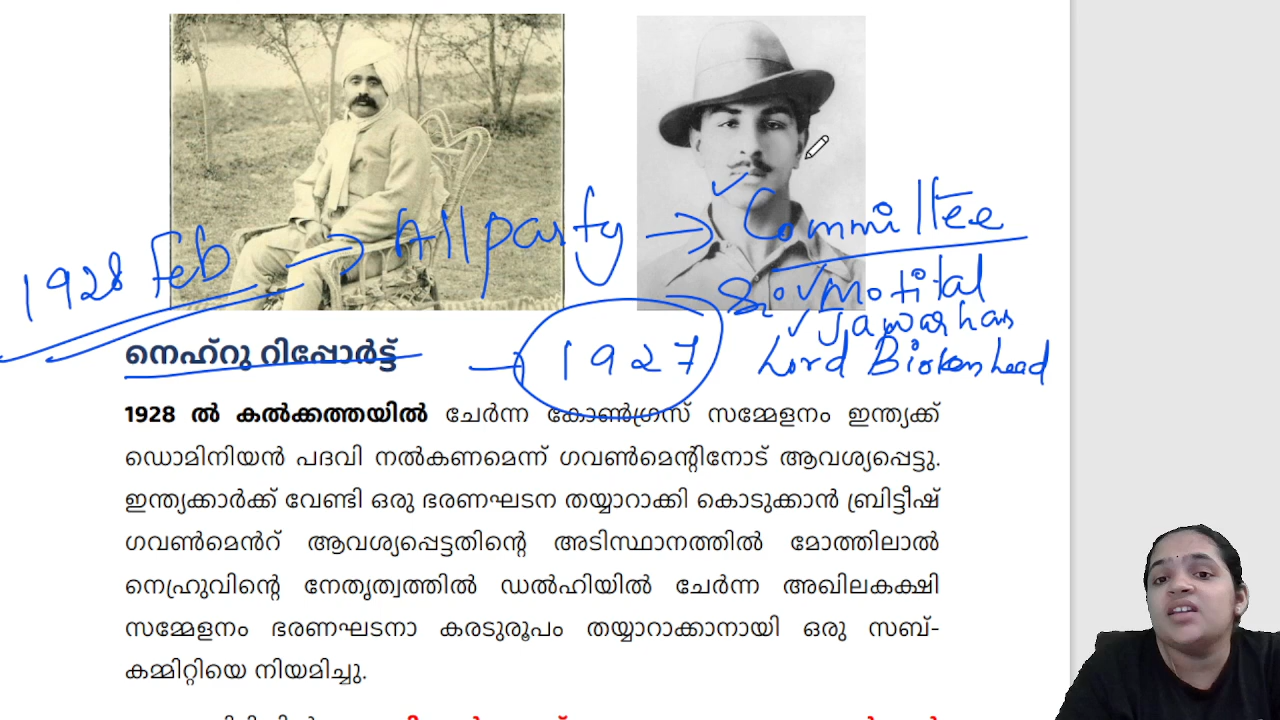 1928 Feb → All party → Committee
Motilal
Jawarhar
Lord Birkenhead
നെഹ്റു റിപ്പോർട്ട് 1927
1928 ൽ കൽക്കത്തയിൽ ചേർന്ന കോൺഗ്രസ് സമ്മേളനം ഇന്ത്യക്ക്
ഡൊമിനിയൻ പദവി നൽകണമെന്ന് ഗവൺമെന്റിനോട് ആവശ്യപ്പെട്ടു.
ഇന്ത്യക്കാർക്ക് വേണ്ടി ഒരു ഭരണഘടന തയ്യാറാക്കി കൊടുക്കാൻ ബ്രിട്ടീഷ്
ഗവൺമെൻറ് ആവശ്യപ്പെട്ടതിന്റെ അടിസ്ഥാനത്തിൽ മോത്തിലാൽ
നെഹ്രുവിന്റെ നേതൃത്വത്തിൽ ഡൽഹിയിൽ ചേർന്ന അഖിലകക്ഷി
സമ്മേളനം ഭരണഘടനാ കരടുരൂപം തയ്യാറാക്കാനായി ഒരു സബ്-
കമ്മിറ്റിയെ നിയമിച്ചു.